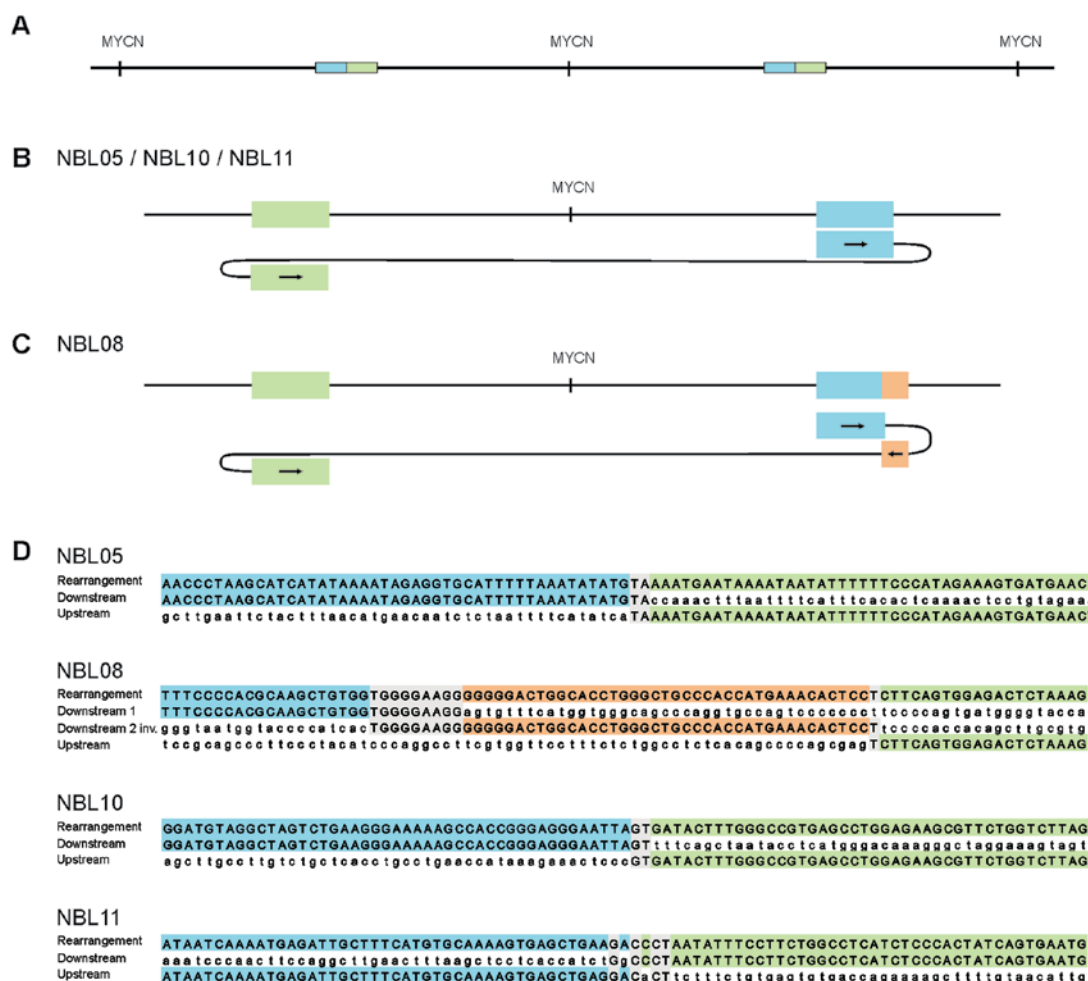 A
MYCN MYCN MYCN
B NBL05 / NBL10 / NBL11
MYCN
C NBL08
MYCN
D NBL05
Rearrangement AACCCTAAGCATCATATAAAATAGAGGTGCATTTTTAAATATATGTAAAATGAATAAAATAATATTTTTTCCCATAGAAAGTGATGAAC
Downstream AACCCTAAGCATCATATAAAATAGAGGTGCATTTTTAAATATATGTAccaaactttaattttcatttcacactcaaaactcctgtagaa
Upstream gcttgaattctactttaacatgaacaatctctaattttcatatcaTAAAATGAATAAAATAATATTTTTTCCCATAGAAAGTGATGAAC
NBL08
Rearrangement TTTCCCCACGCAAGCTGTGGTGGGGAAGGGGGGGACTGGCACCTGGGCTGCCCACCATGAAACACTCCTCTTCAGTGGAGACTCTAAAG
Downstream 1 TTTCCCCACGCAAGCTGTGGTGGGGAAGGagtgtttcatggtgggcagcccaggtgccagtccccccttccccagtgatggggtacca
Downstream 2 inv. gggtaatggtaccccatcacTGGGGAAGGGGGGGACTGGCACCTGGGCTGCCCACCATGAAACACTCCTtccccaccacagcttgcgtg
Upstream tccgcagcccttccctacatcccaggccttcgtggttcctttctctggcctctcacagccccagcgagTCTTCAGTGGAGACTCTAAAG
NBL10
Rearrangement GGATGTAGGCTAGTCTGAAGGGAAAAAGCCACCGGGAGGGAATTAGTGATACTTTGGGCCGTGAGCCTGGAGAAGCGTTCTGGTCTTAG
Downstream GGATGTAGGCTAGTCTGAAGGGAAAAAGCCACCGGGAGGGAATTAGTtttcagctaatacctcatgggacaaagggctaggaaagtagt
Upstream agcttgccttgtctgctcacctgcctgaaccataaagaaactcccGTGATACTTTGGGCCGTGAGCCTGGAGAAGCGTTCTGGTCTTAG
NBL11
Rearrangement ATAATCAAAATGAGATTGCTTTCATGTGCAAAAGTGAGCTGAAGACCCTAATATTTCCTTCTGGCCTCATCTCCCACTATCAGTGAATG
Downstream aaatcccaacttccaggcttgaactttaagctcctcaccatctGgCCCTAATATTTCCTTCTGGCCTCATCTCCCACTATCAGTGAATG
Upstream ATAATCAAAATGAGATTGCTTTCATGTGCAAAAGTGAGCTGAGGACaCTtctttctgtgagtgtgaccagaaaagcttttgtaacattg